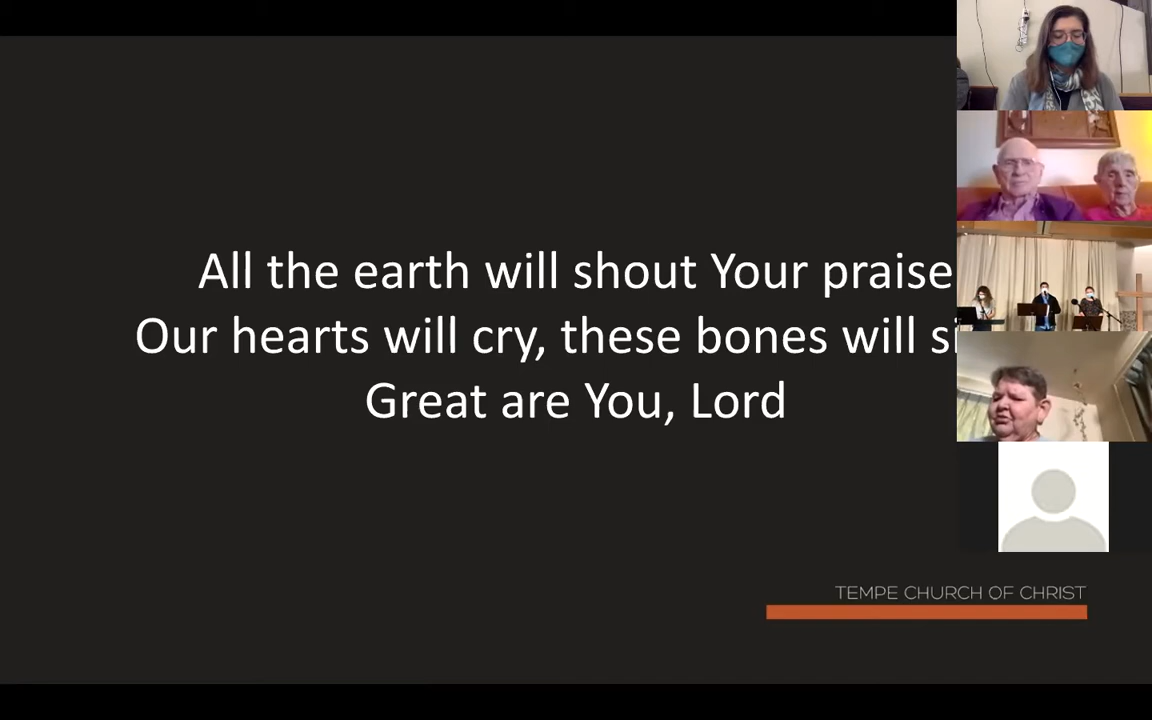 All the earth will shout Your praise
Our hearts will cry, these bones will
Great are You, Lord
TEMPE CHURCH OF CHRIST